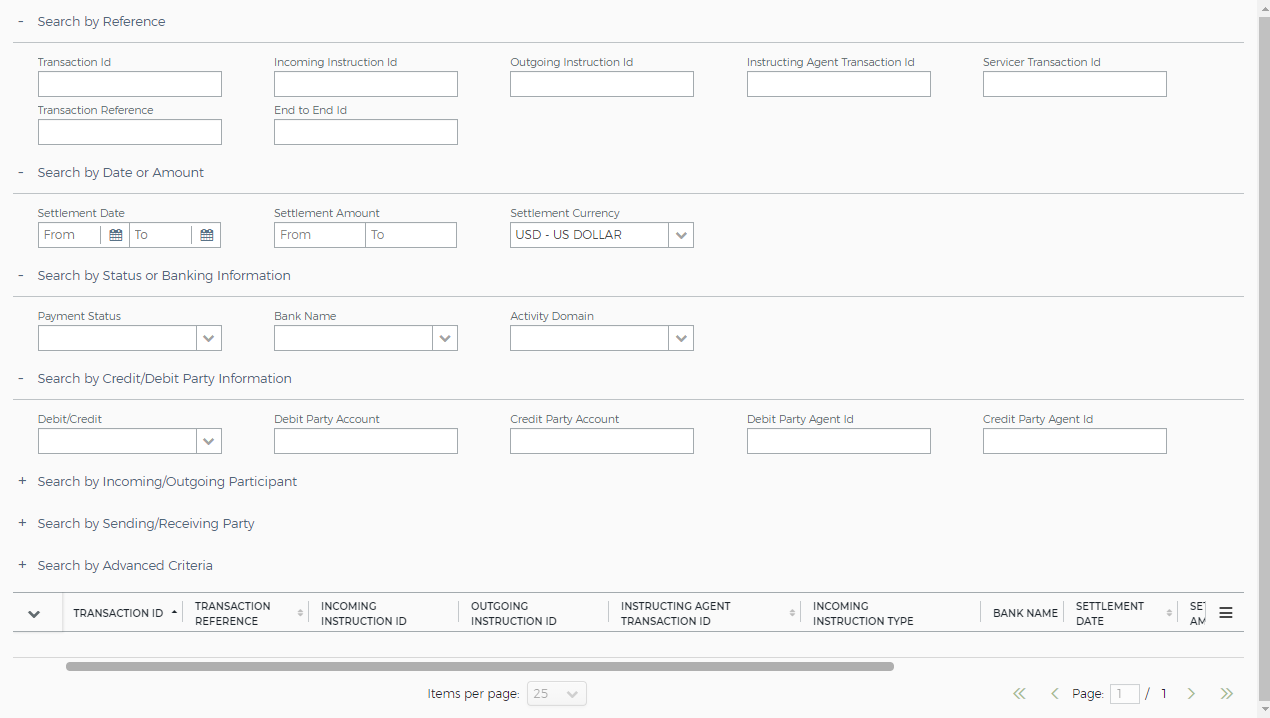 - Search by Reference
Transaction Id Incoming Instruction Id Outgoing Instruction Id Instructing Agent Transaction Id Servicer Transaction Id
Transaction Reference End to End Id
- Search by Date or Amount
Settlement Date Settlement Amount Settlement Currency
From To From To USD - US DOLLAR
- Search by Status or Banking Information
Payment Status Bank Name Activity Domain
- Search by Credit/Debit Party Information
Debit/Credit Debit Party Account Credit Party Account Debit Party Agent Id Credit Party Agent Id
+ Search by Incoming/Outgoing Participant
+ Search by Sending/Receiving Party
+ Search by Advanced Criteria
TRANSACTION ID
TRANSACTION
REFERENCE
INCOMING
INSTRUCTION ID
OUTGOING
INSTRUCTION ID
INSTRUCTING AGENT
TRANSACTION ID
INCOMING
INSTRUCTION TYPE
BANK NAME
SETTLEMENT
DATE
Items per page: 25 Page: 1 / 1